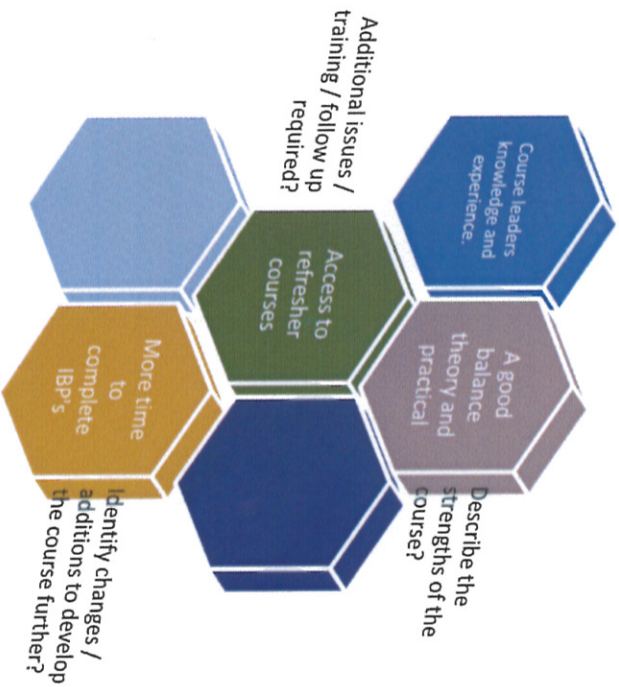 Course leaders
knowledge and
experience.
A good
balance
theory and
practical
Describe the
strengths of the
course?
Additional issues /
training / follow up
required?
Access to
refresher
courses
More time
to
complete
IBP's
Identify changes /
additions to develop
the course further?